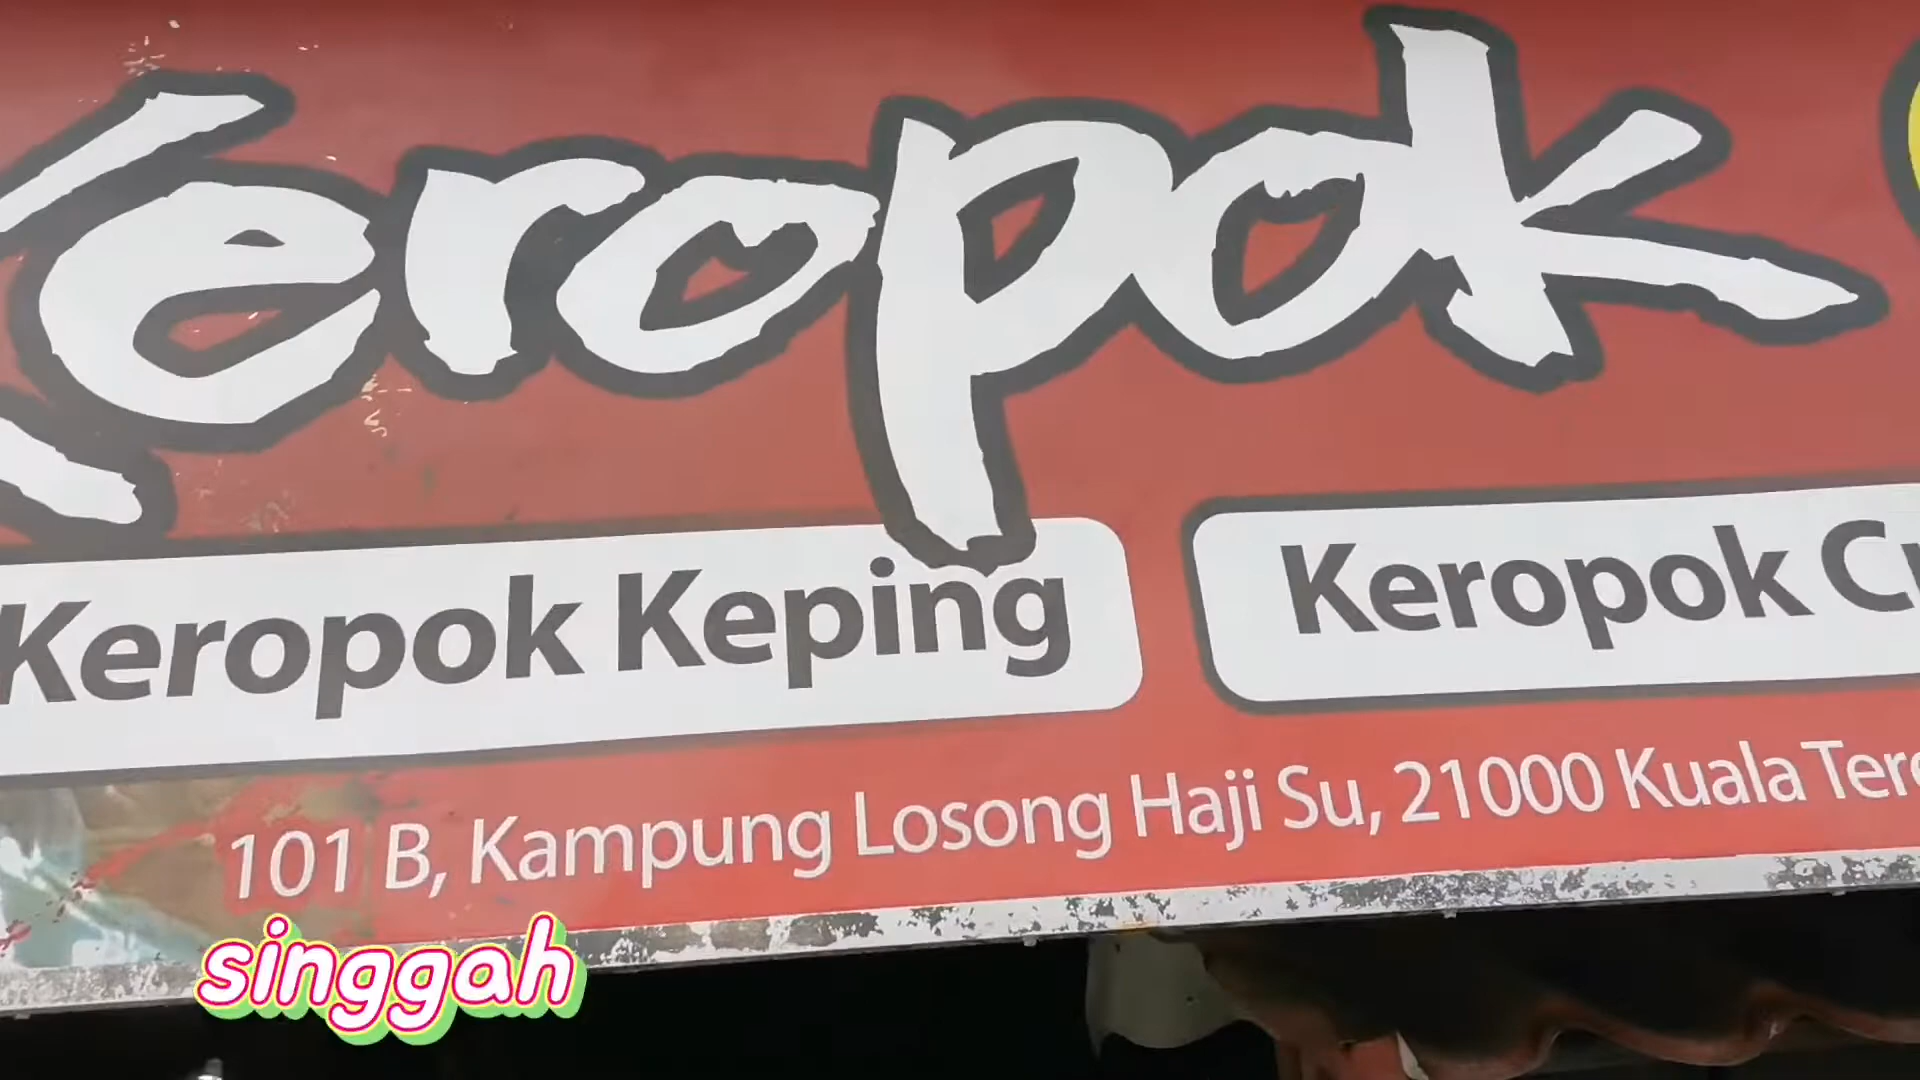 Keropok
Keropok Keping
Keropok
101 B, Kampung Losong Haji Su, 21000 Kuala
singgah